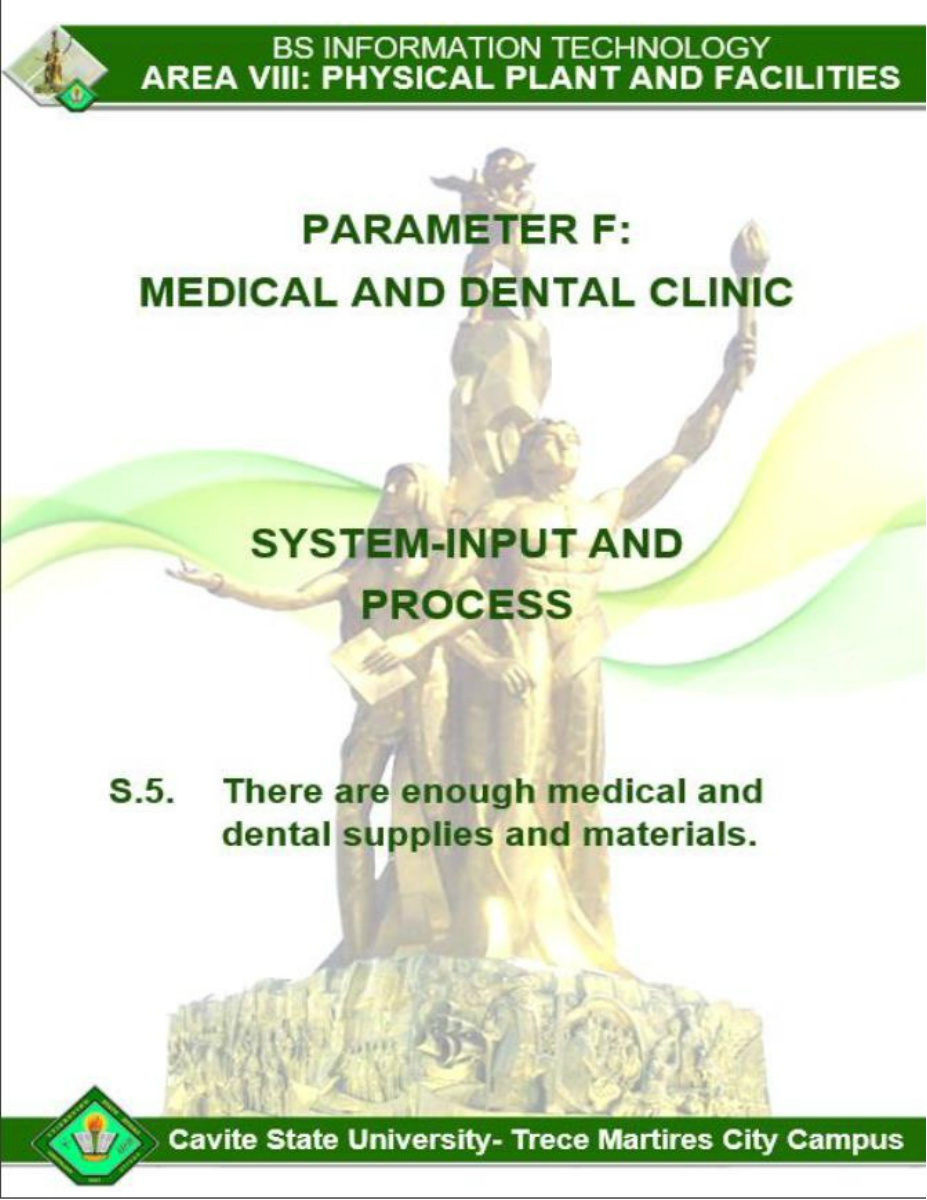 BS INFORMATION TECHNOLOGY
AREA VIII: PHYSICAL PLANT AND FACILITIES
PARAMETER F:
MEDICAL AND DENTAL CLINIC
SYSTEM-INPUT AND
PROCESS
S.5. There are enough medical and
dental supplies and materials.
Cavite State University- Trece Martires City Campus